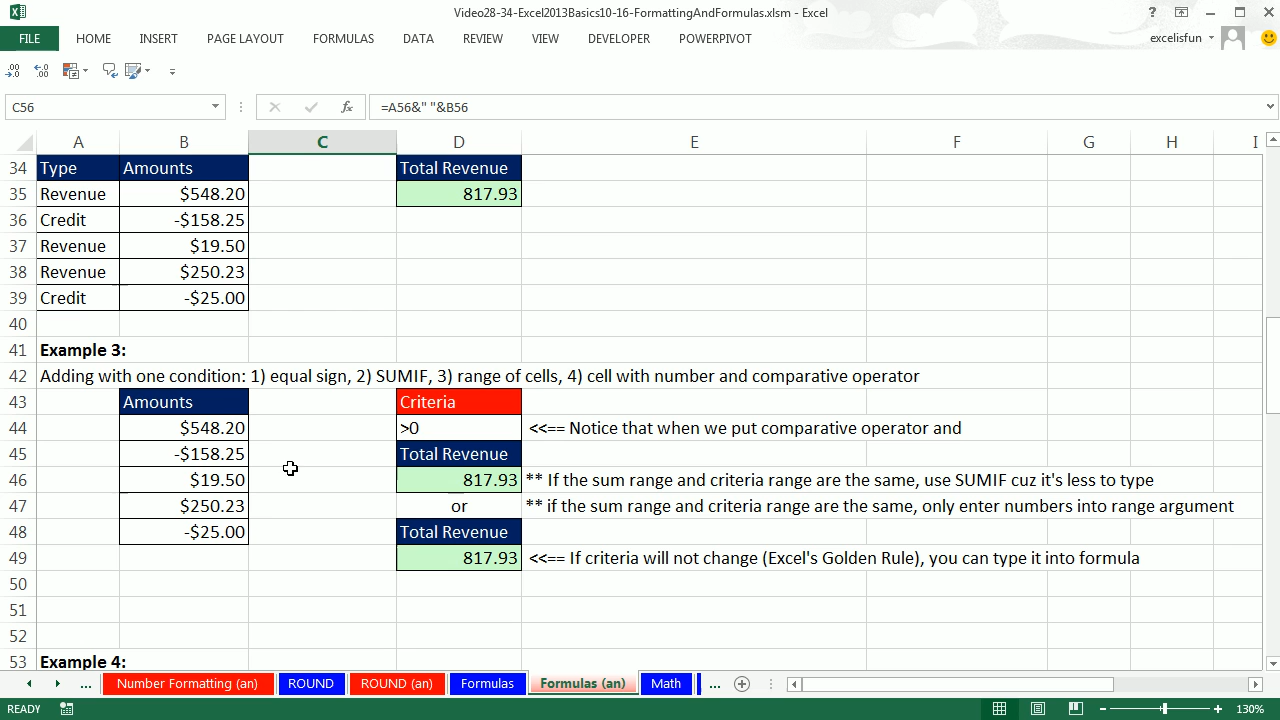 Video28-34-Excel2013Basics10-16-FormattingAndFormulas.xlsm - Excel
FILE HOME INSERT PAGE LAYOUT FORMULAS DATA REVIEW VIEW DEVELOPER POWERPIVOT excelisfun
C56 fx =A56&" "&B56
A B C D E F G H I
34 Type Amounts Total Revenue
35 Revenue $548.20 817.93
36 Credit -$158.25
37 Revenue $19.50
38 Revenue $250.23
39 Credit -$25.00
40
41 Example 3:
42 Adding with one condition: 1) equal sign, 2) SUMIF, 3) range of cells, 4) cell with number and comparative operator
43 Amounts Criteria
44 $548.20 >0 <<== Notice that when we put comparative operator and
45 -$158.25 Total Revenue
46 $19.50 817.93 ** If the sum range and criteria range are the same, use SUMIF cuz it's less to type
47 $250.23 or ** if the sum range and criteria range are the same, only enter numbers into range argument
48 -$25.00 Total Revenue
49 817.93 <<== If criteria will not change (Excel's Golden Rule), you can type it into formula
50
51
52
53 Example 4:
... Number Formatting (an) ROUND ROUND (an) Formulas Formulas (an) Math ...
READY 130%